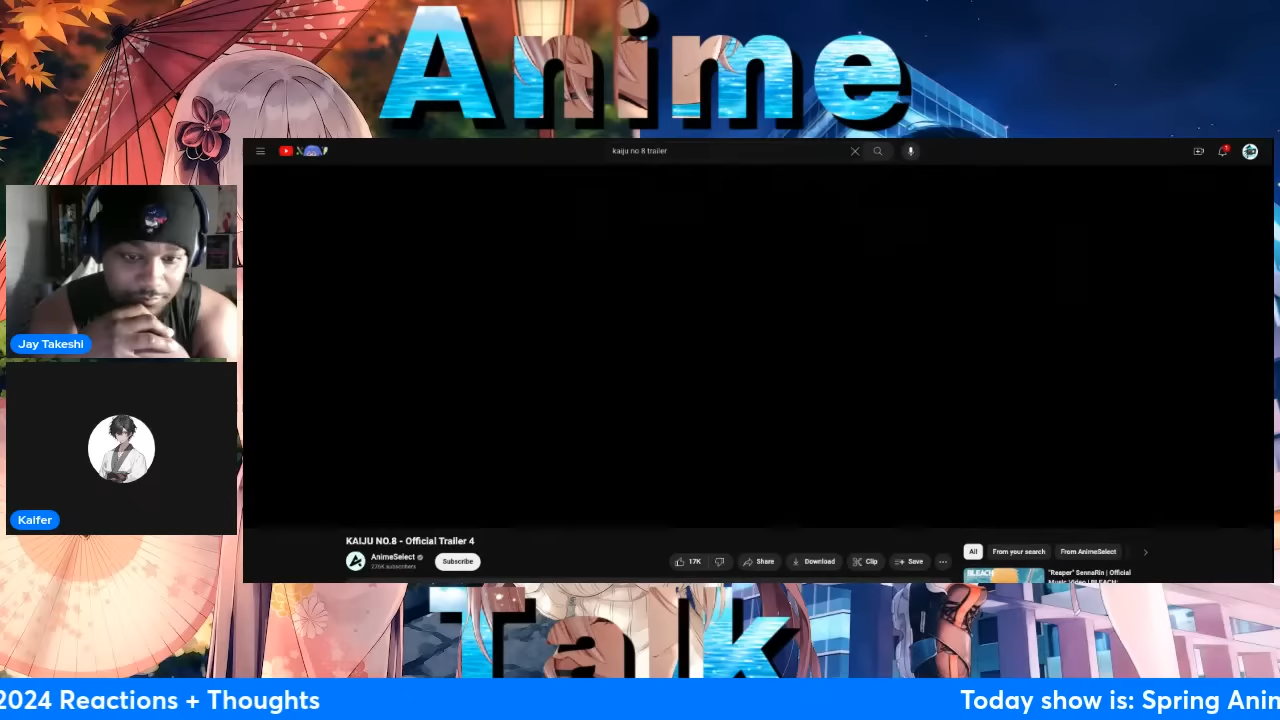 Anime
kaiju no 8 trailer
Jay Takeshi
Kaifer
KAIJU NO.8 - Official Trailer 4
AnimeSelect
subscribers
Subscribe
17K
Share
Download
Clip
Save
All
From your search
From AnimeSelect
BLEACH
"Reaper" SennaRin | Official
Music Video | BLEACH:
Talk
2024 Reactions + Thoughts
Today show is: Spring Anim